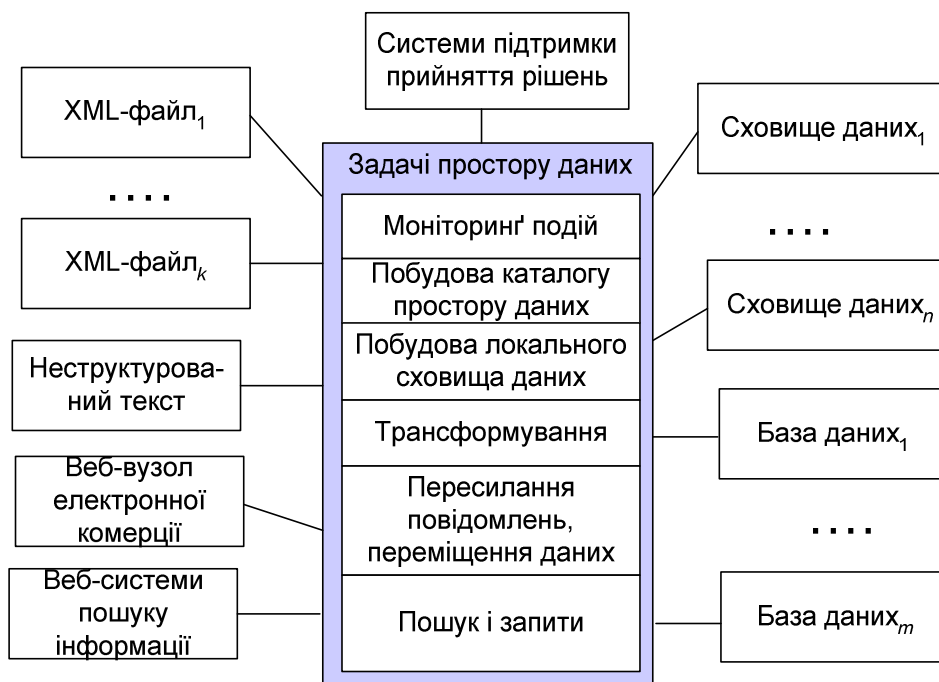 Системи підтримки
прийняття рішень
XML-файл1
. . . .
XML-файлk
Неструктурова-
ний текст
Веб-вузол
електронної
комерції
Веб-системи
пошуку
інформації
Задачі простору даних
Моніторинґ подій
Побудова каталогу
простору даних
Побудова локального
сховища даних
Трансформування
Пересилання
повідомлень,
переміщення даних
Пошук і запити
Сховище даних1
. . . .
Сховище данихn
База даних1
. . . .
База данихm